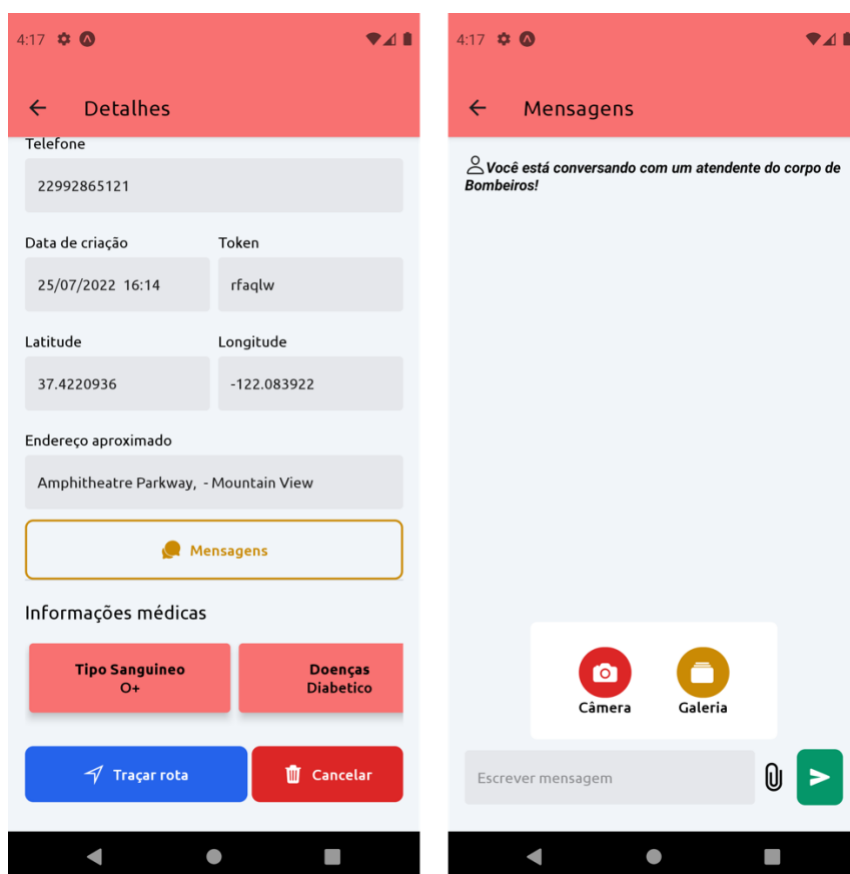 4:17
Detalhes
Telefone
22992865121
Data de criação Token
25/07/2022 16:14 rfaqlw
Latitude Longitude
37.4220936 -122.083922
Endereço aproximado
Amphitheatre Parkway, - Mountain View
Mensagens
Informações médicas
Tipo Sanguineo Doenças
O+ Diabetico
Traçar rota Cancelar
4:17
Mensagens
Você está conversando com um atendente do corpo de
Bombeiros!
Câmera Galeria
Escrever mensagem